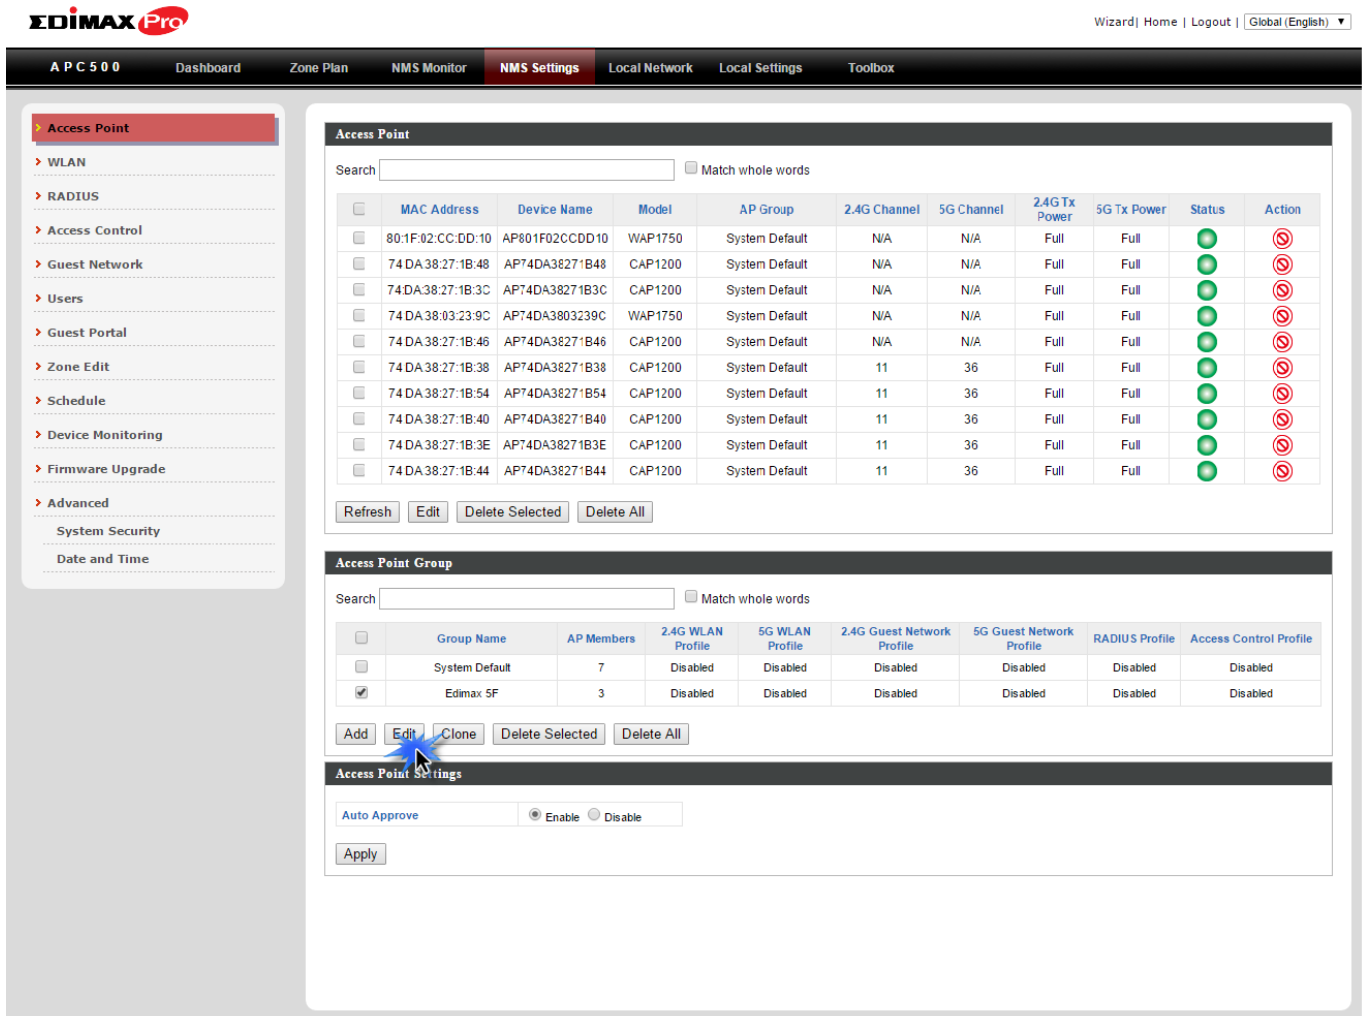 EDIMAX Pro
Wizard| Home | Logout | Global (English)
APC500 Dashboard Zone Plan NMS Monitor NMS Settings Local Network Local Settings Toolbox
Access Point
WLAN
RADIUS
Access Control
Guest Network
Users
Guest Portal
Zone Edit
Schedule
Device Monitoring
Firmware Upgrade
Advanced
System Security
Date and Time
Access Point
Search Match whole words
MAC Address Device Name Model AP Group 2.4G Channel 5G Channel 2.4G Tx Power 5G Tx Power Status Action
80:1F:02:CC:DD:10 AP801F02CCDD10 WAP1750 System Default N/A N/A Full Full
74:DA:38:27:1B:48 AP74DA38271B48 CAP1200 System Default N/A N/A Full Full
74:DA:38:27:1B:3C AP74DA38271B3C CAP1200 System Default N/A N/A Full Full
74:DA:38:03:23:9C AP74DA3803239C WAP1750 System Default N/A N/A Full Full
74:DA:38:27:1B:46 AP74DA38271B46 CAP1200 System Default N/A N/A Full Full
74:DA:38:27:1B:38 AP74DA38271B38 CAP1200 System Default 11 36 Full Full
74:DA:38:27:1B:54 AP74DA38271B54 CAP1200 System Default 11 36 Full Full
74:DA:38:27:1B:40 AP74DA38271B40 CAP1200 System Default 11 36 Full Full
74:DA:38:27:1B:3E AP74DA38271B3E CAP1200 System Default 11 36 Full Full
74:DA:38:27:1B:44 AP74DA38271B44 CAP1200 System Default 11 36 Full Full
Refresh Edit Delete Selected Delete All
Access Point Group
Search Match whole words
Group Name AP Members 2.4G WLAN Profile 5G WLAN Profile 2.4G Guest Network Profile 5G Guest Network Profile RADIUS Profile Access Control Profile
System Default 7 Disabled Disabled Disabled Disabled Disabled Disabled
Edimax 5F 3 Disabled Disabled Disabled Disabled Disabled Disabled
Add Edit Clone Delete Selected Delete All
Access Point Settings
Auto Approve Enable Disable
Apply